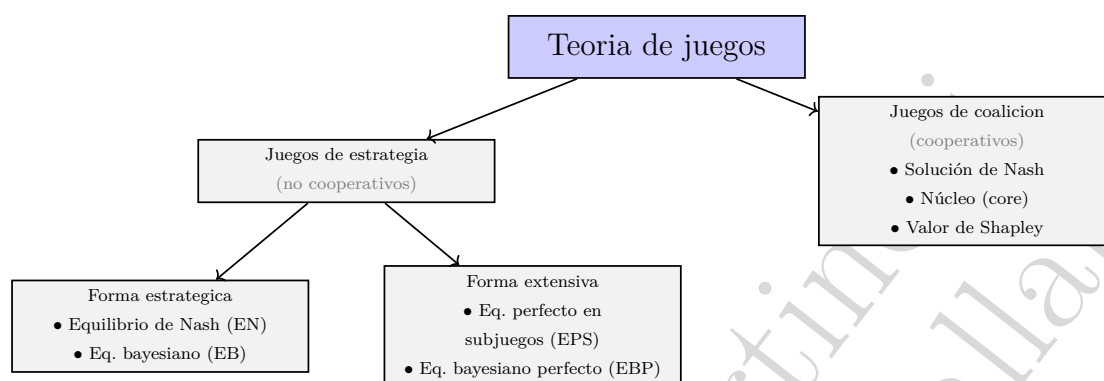 Teoria de juegos
Juegos de estrategia
(no cooperativos)
Juegos de coalicion
(cooperativos)
• Solución de Nash
• Núcleo (core)
• Valor de Shapley
Forma estrategica
• Equilibrio de Nash (EN)
• Eq. bayesiano (EB)
Forma extensiva
• Eq. perfecto en
subjuegos (EPS)
• Eq. bayesiano perfecto (EBP)